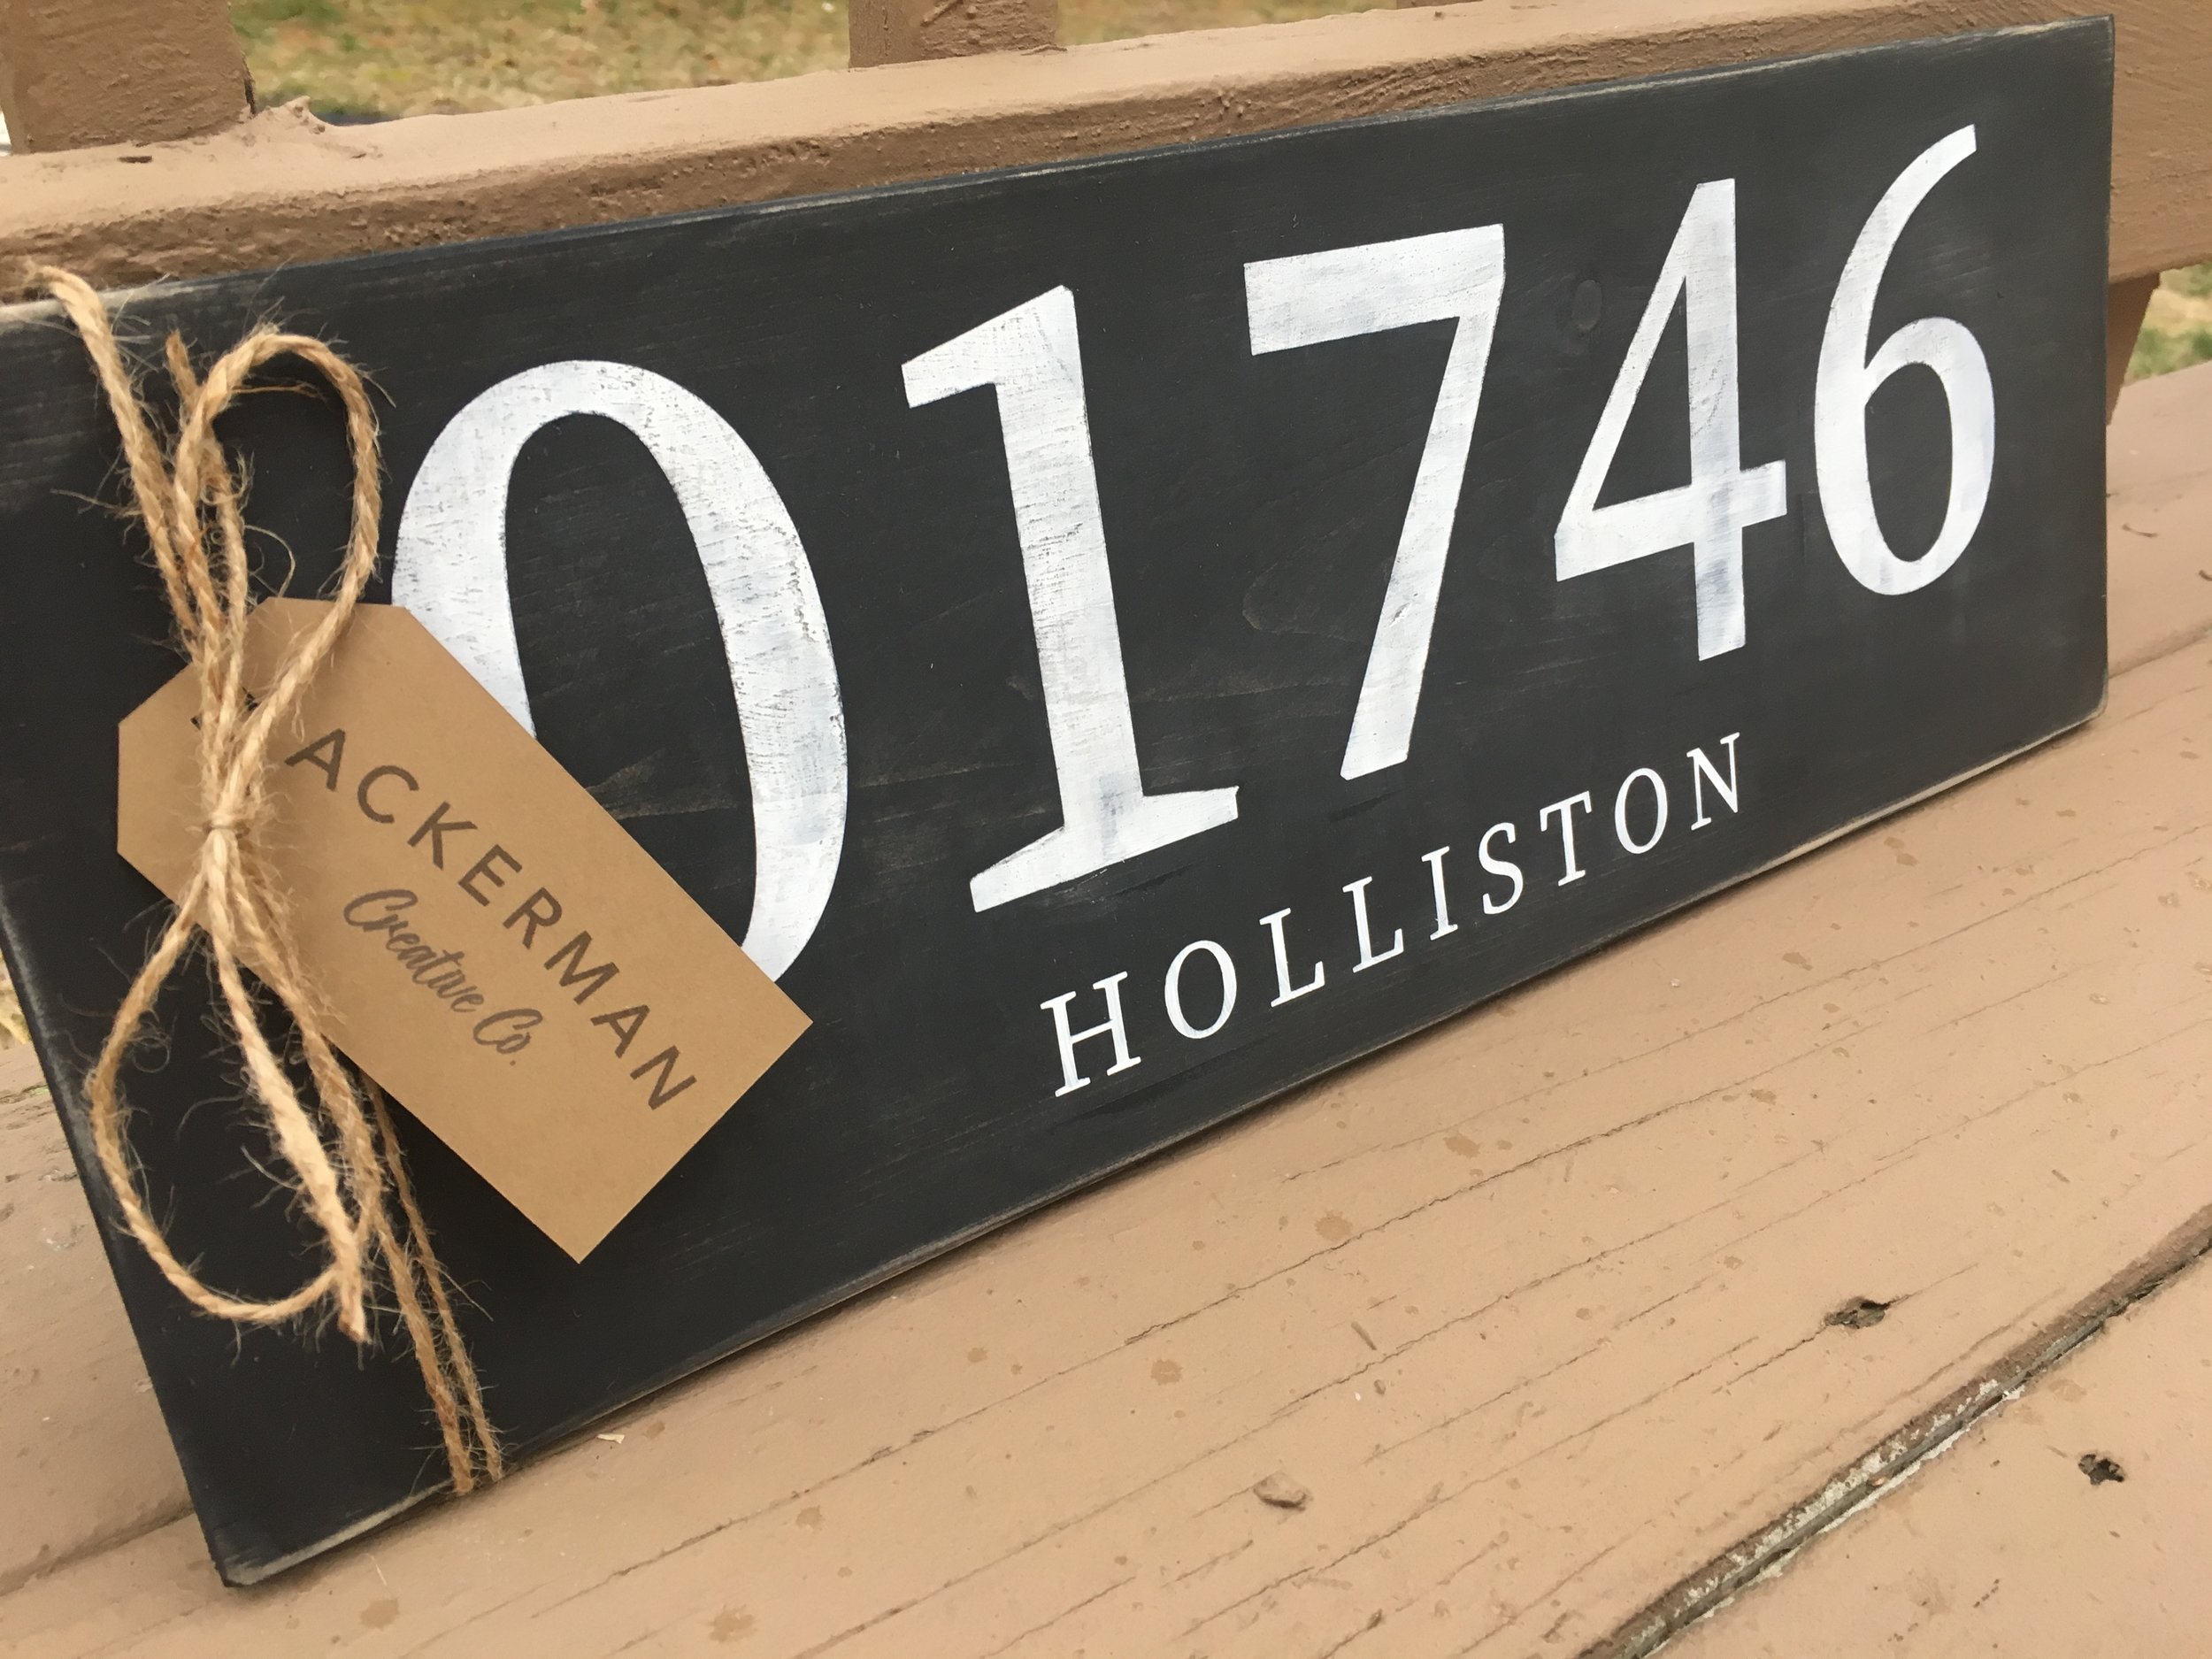 01746
HOLLISTON
ACKERMAN
Creative Co.